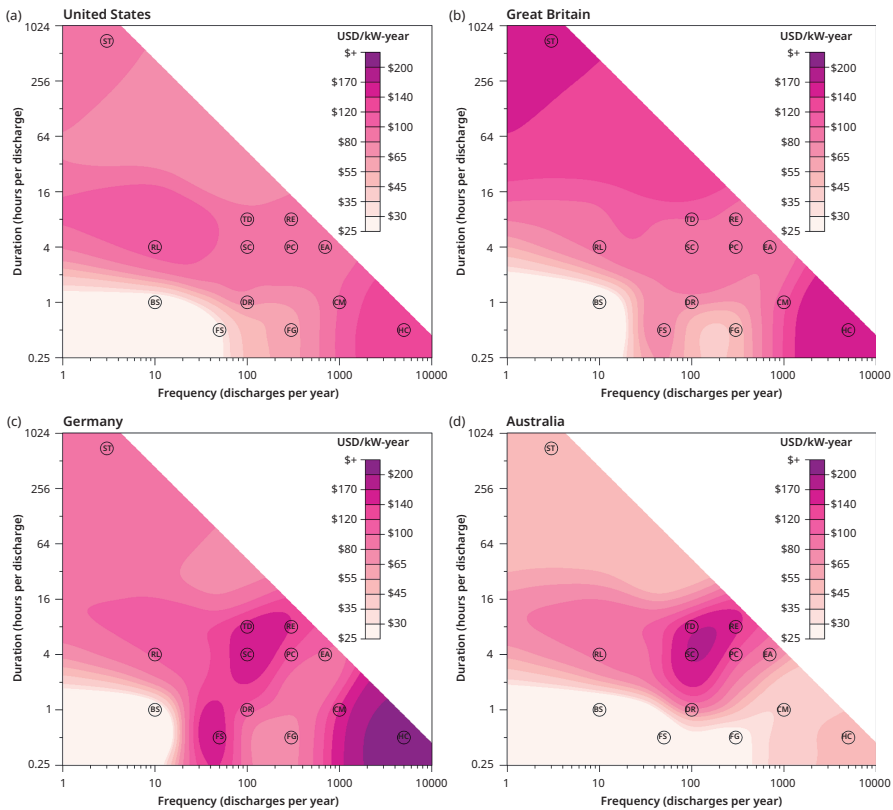 (a) United States
USD/kW-year
$+
$200
$170
$140
$120
$100
$80
$65
$55
$45
$35
$30
$25
Duration (hours per discharge)
1024
256
64
16
4
1
0.25
ST
TD RE
RL SC PC EA
BS DR CM
FS FG HC
1 10 100 1000 10000
Frequency (discharges per year)
(b) Great Britain
USD/kW-year
$+
$200
$170
$140
$120
$100
$80
$65
$55
$45
$35
$30
$25
Duration (hours per discharge)
1024
256
64
16
4
1
0.25
ST
TD RE
RL SC PC EA
BS DR CM
FS FG HC
1 10 100 1000 10000
Frequency (discharges per year)
(c) Germany
USD/kW-year
$+
$200
$170
$140
$120
$100
$80
$65
$55
$45
$35
$30
$25
Duration (hours per discharge)
1024
256
64
16
4
1
0.25
ST
TD RE
RL SC PC EA
BS DR CM
FS FG HC
1 10 100 1000 10000
Frequency (discharges per year)
(d) Australia
USD/kW-year
$+
$200
$170
$140
$120
$100
$80
$65
$55
$45
$35
$30
$25
Duration (hours per discharge)
1024
256
64
16
4
1
0.25
ST
TD RE
RL SC PC EA
BS DR CM
FS FG HC
1 10 100 1000 10000
Frequency (discharges per year)